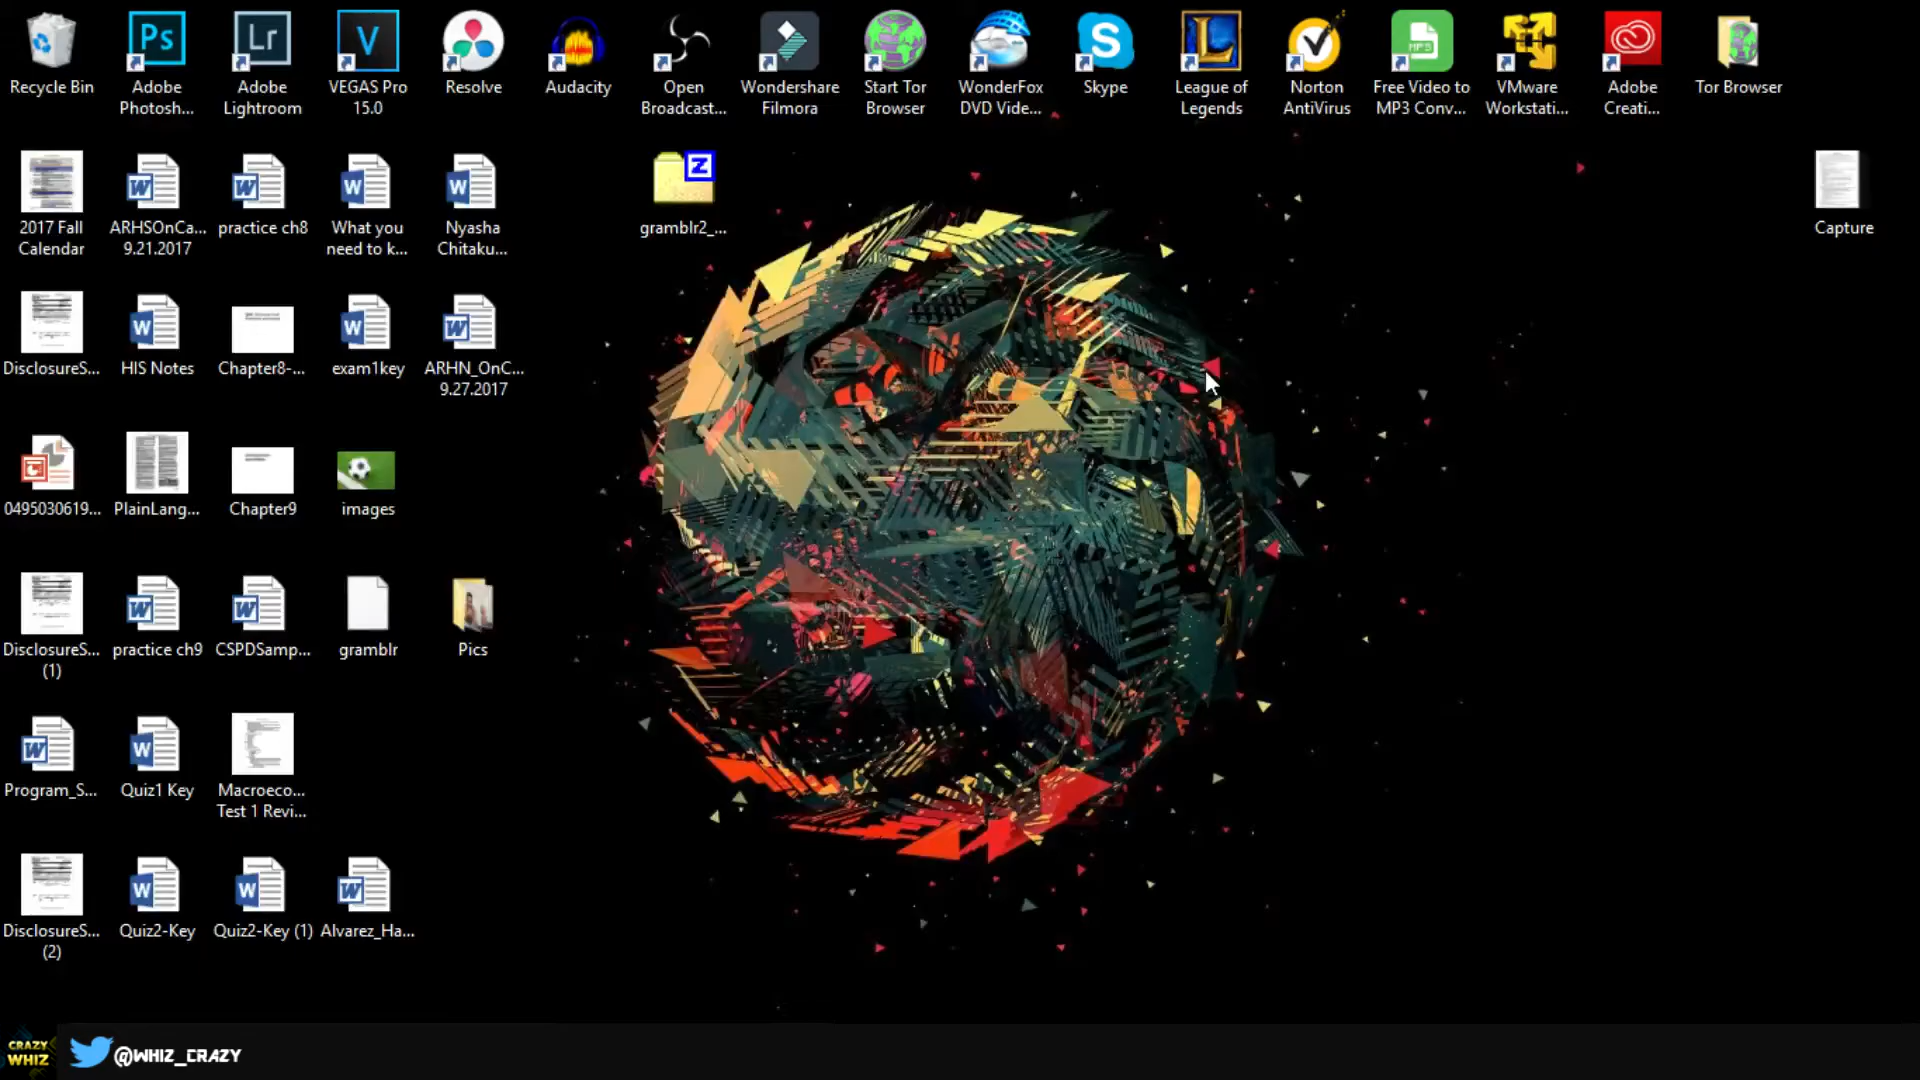 Recycle Bin
Adobe
Photosh...
Adobe
Lightroom
VEGAS Pro
15.0
Resolve
Audacity
Open
Broadcast...
Wondershare
Filmora
Start Tor
Browser
WonderFox
DVD Vide...
Skype
League of
Legends
Norton
AntiVirus
Free Video to
MP3 Conv...
VMware
Workstati...
Adobe
Creati...
Tor Browser
2017 Fall
Calendar
ARHSOnCa...
9.21.2017
practice ch8
What you
need to k...
Nyasha
Chitaku...
gramblr2_...
Capture
DisclosureS...
HIS Notes
Chapter8-...
exam1key
ARHN_OnC...
9.27.2017
0495030619...
PlainLang...
Chapter9
images
DisclosureS...
(1)
practice ch9
CSPDSamp...
gramblr
Pics
Program_S...
Quiz1 Key
Macroeco...
Test 1 Revi...
DisclosureS...
(2)
Quiz2-Key
Quiz2-Key (1)
Alvarez_Ha...
CRAZY
WHIZ
@WHIZ_CRAZY